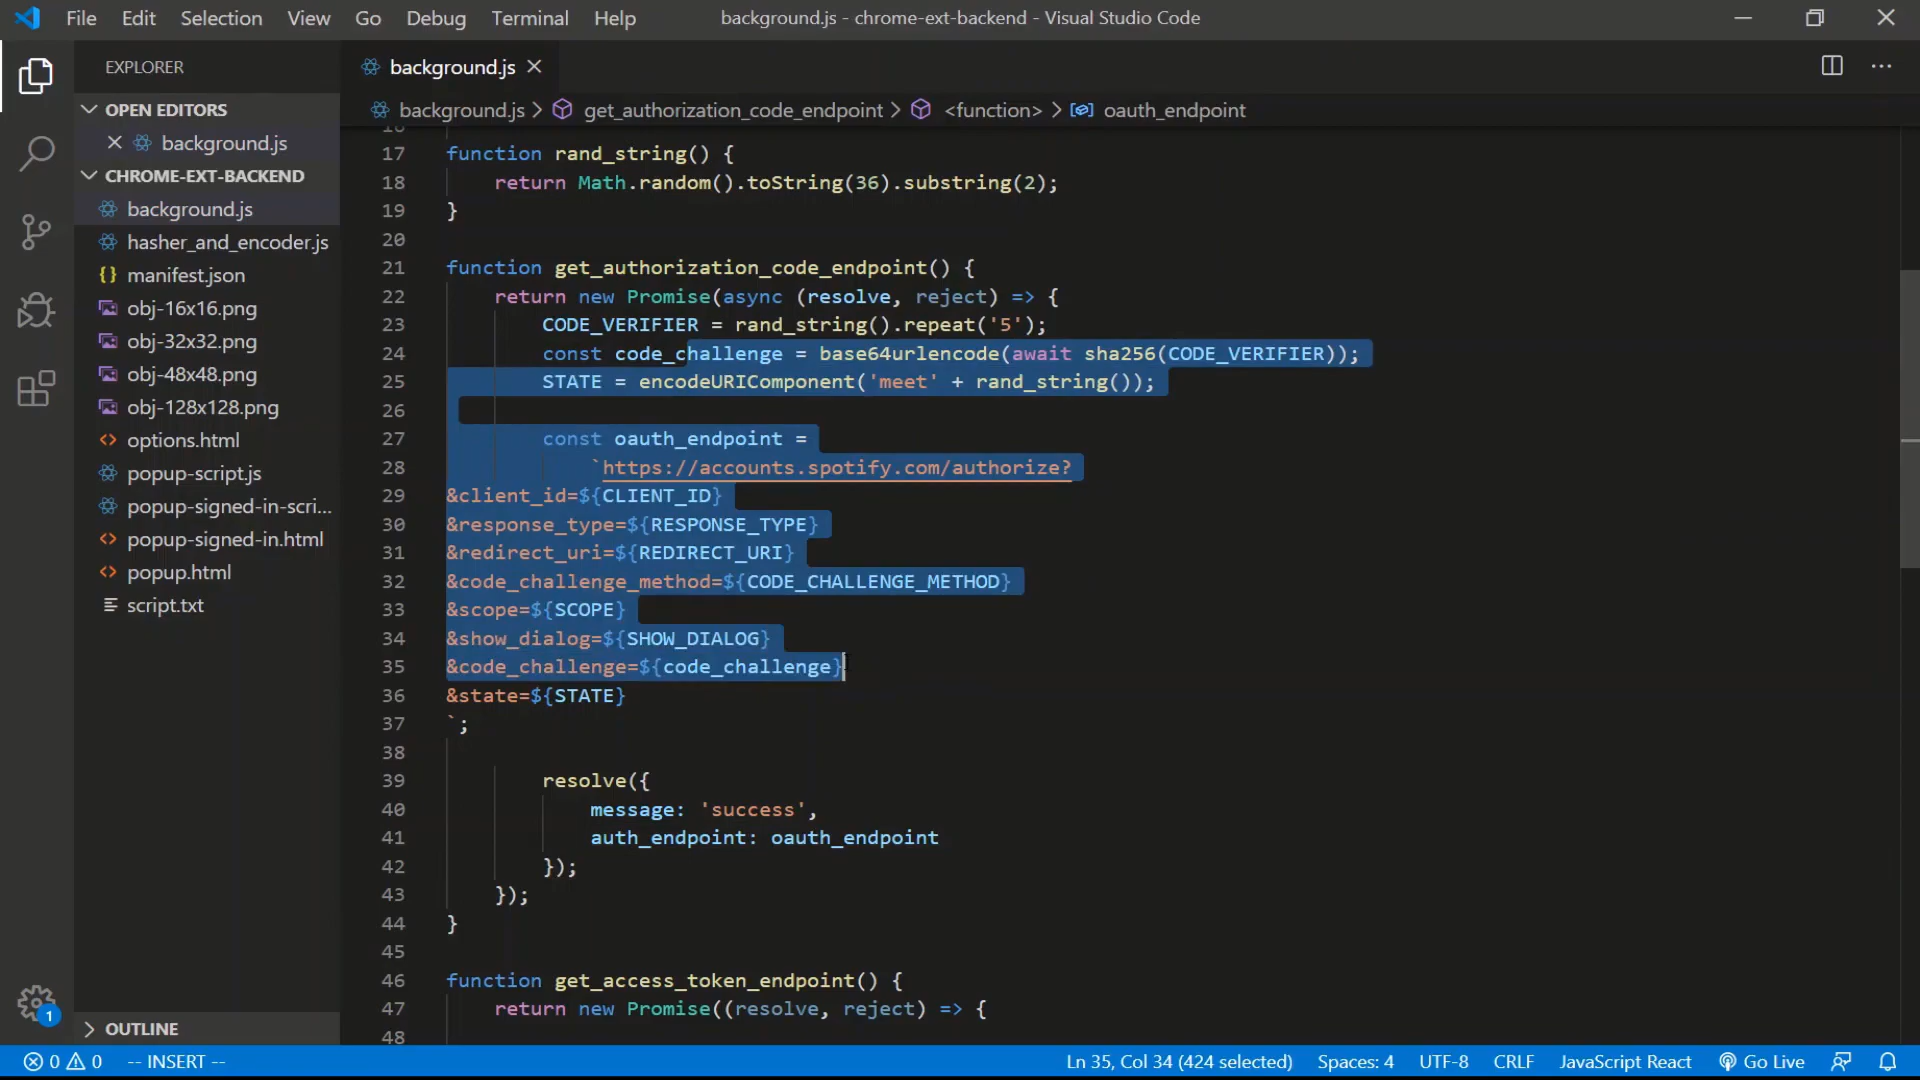 File Edit Selection View Go Debug Terminal Help background.js - chrome-ext-backend - Visual Studio Code
EXPLORER
OPEN EDITORS
background.js
CHROME-EXT-BACKEND
background.js
hasher_and_encoder.js
manifest.json
obj-16x16.png
obj-32x32.png
obj-48x48.png
obj-128x128.png
options.html
popup-script.js
popup-signed-in-scri...
popup-signed-in.html
popup.html
script.txt
OUTLINE
1
background.js
background.js > get_authorization_code_endpoint > <function> > oauth_endpoint
17 function rand_string() {
18     return Math.random().toString(36).substring(2);
19 }
20
21 function get_authorization_code_endpoint() {
22     return new Promise(async (resolve, reject) => {
23         CODE_VERIFIER = rand_string().repeat('5');
24         const code_challenge = base64urlencode(await sha256(CODE_VERIFIER));
25         STATE = encodeURIComponent('meet' + rand_string());
26
27         const oauth_endpoint =
28             `https://accounts.spotify.com/authorize?
29 &client_id=${CLIENT_ID}
30 &response_type=${RESPONSE_TYPE}
31 &redirect_uri=${REDIRECT_URI}
32 &code_challenge_method=${CODE_CHALLENGE_METHOD}
33 &scope=${SCOPE}
34 &show_dialog=${SHOW_DIALOG}
35 &code_challenge=${code_challenge}
36 &state=${STATE}
37 `;
38
39         resolve({
40             message: 'success',
41             auth_endpoint: oauth_endpoint
42         });
43     });
44 }
45
46 function get_access_token_endpoint() {
47     return new Promise((resolve, reject) => {
48
0 0 -- INSERT -- Ln 35, Col 34 (424 selected) Spaces: 4 UTF-8 CRLF JavaScript React Go Live